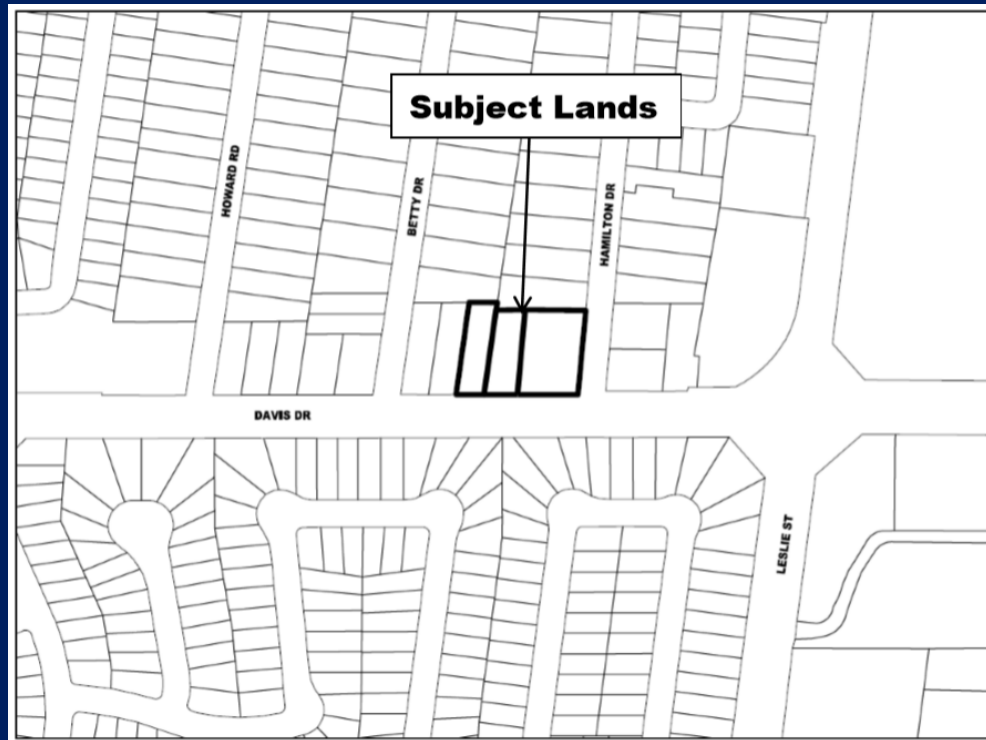 Subject Lands
HOWARD RD
BETTY DR
HAMILTON DR
DAVIS DR
LESLIE ST